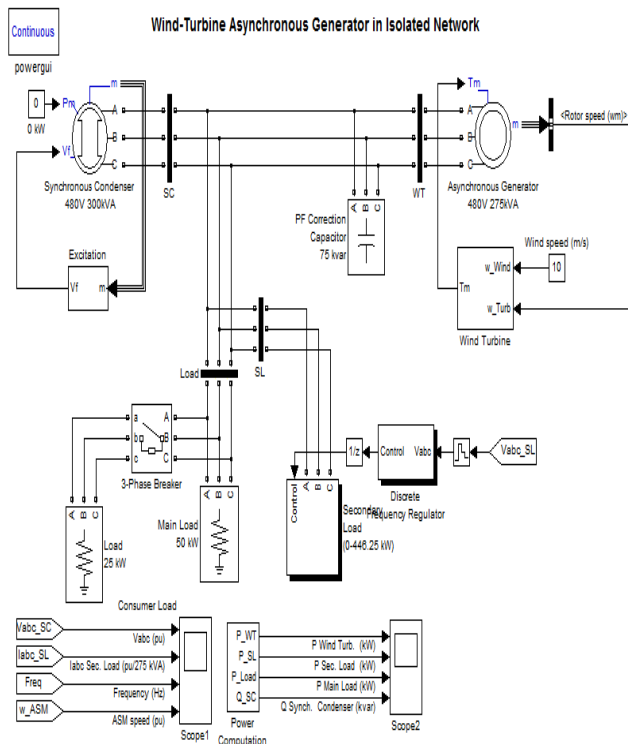 Wind-Turbine Asynchronous Generator in Isolated Network
Continuous
powergui
0
0 kW
Pm
Vf_
m
A
B
C
Synchronous Condenser
480V 300kVA
SC
WT
Tm
A
B
C
m
Asynchronous Generator
480V 275kVA
<Rotor speed (wm)>
Excitation
Vf
m
A B C
PF Correction
Capacitor
75 kvar
Wind speed (m/s)
10
w_Wind
Tm
w_Turb
Wind Turbine
Load
SL
a
b
c
A
B
C
3-Phase Breaker
A B C
Load
25 kW
A B C
Main Load
50 kW
Control
A B C
Secondary
Load
(0-446.25 kW)
1/z
Control
Vabc
Discrete
Frequency Regulator
Vabc_SL
Consumer Load
Vabc_SC
Iabc_SL
Freq
w_ASM
Vabc (pu)
Iabc Sec. Load (pu/275 kVA)
Frequency (Hz)
ASM speed (pu)
Scope1
P_WT
P_SL
P_Load
Q_SC
Power
Computation
P Wind Turb. (kW)
P Sec. Load (kW)
P Main Load (kW)
Q Synch. Condenser (kvar)
Scope2